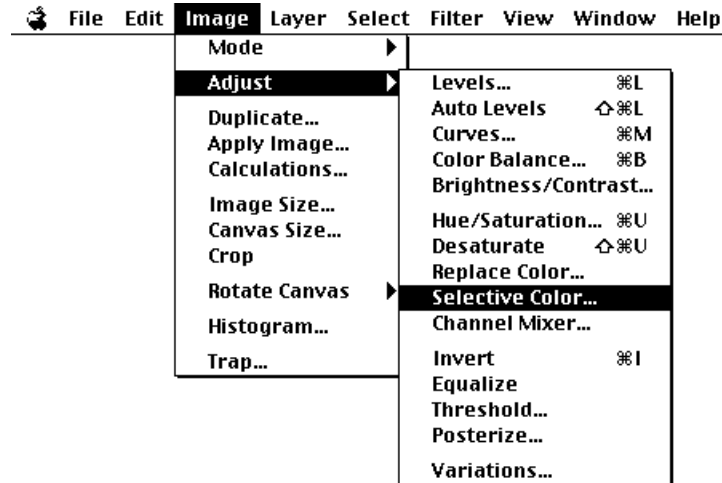 File Edit Image Layer Select Filter View Window Help
Mode
Adjust
Duplicate...
Apply Image...
Calculations...
Image Size...
Canvas Size...
Crop
Rotate Canvas
Histogram...
Trap...
Levels... ⌘L
Auto Levels ⇧⌘L
Curves... ⌘M
Color Balance... ⌘B
Brightness/Contrast...
Hue/Saturation... ⌘U
Desaturate ⇧⌘U
Replace Color...
Selective Color...
Channel Mixer...
Invert ⌘I
Equalize
Threshold...
Posterize...
Variations...